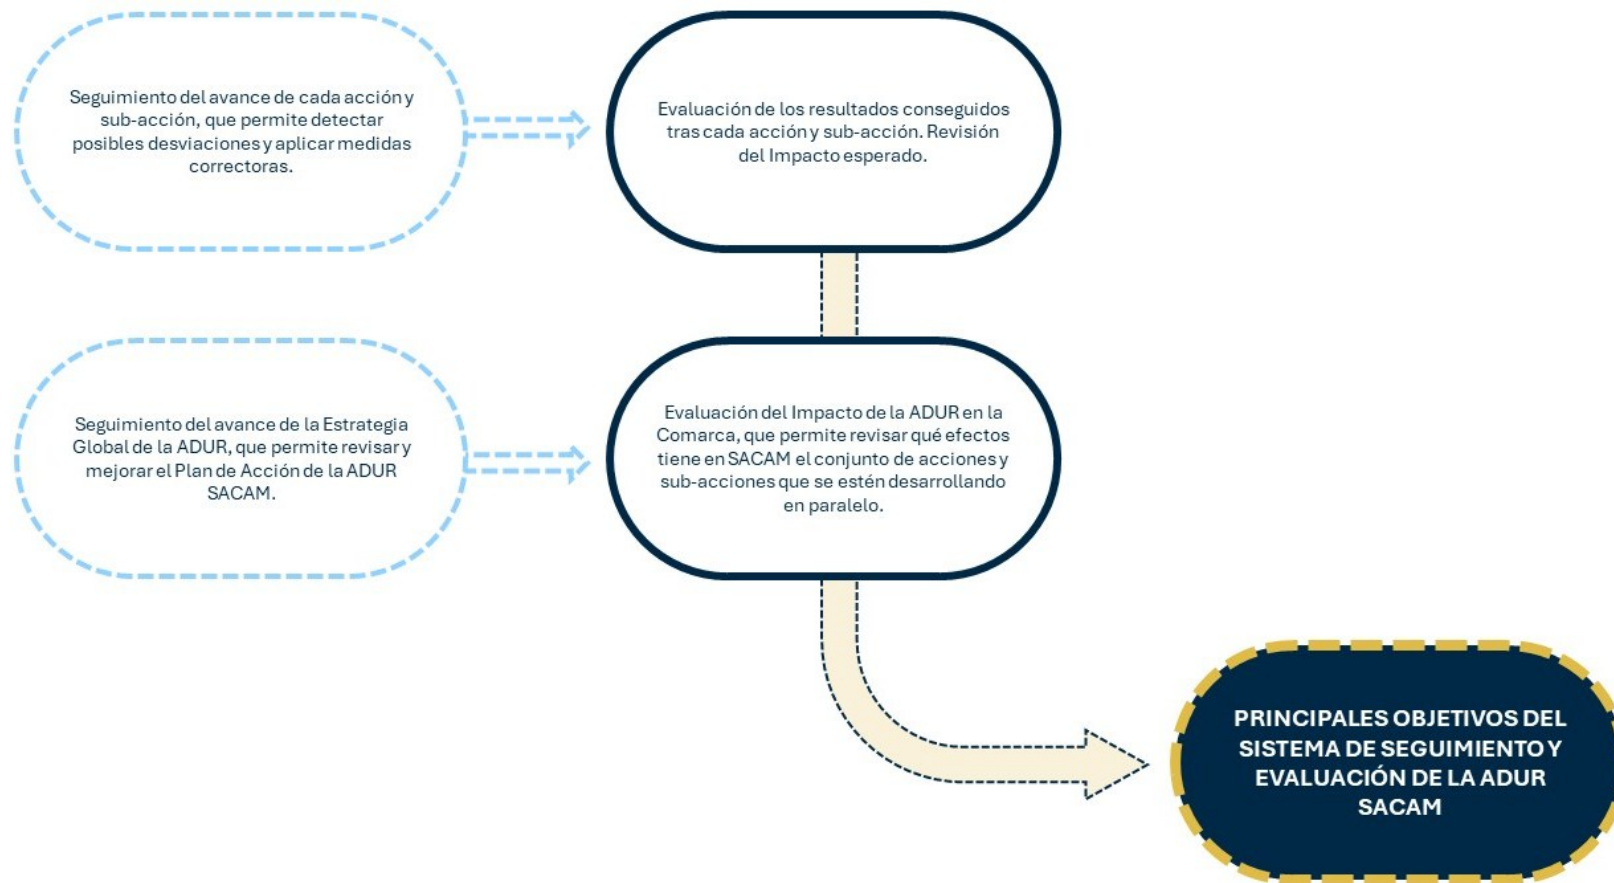 Seguimiento del avance de cada acción y
sub-acción, que permite detectar
posibles desviaciones y aplicar medidas
correctoras.
Evaluación de los resultados conseguidos
tras cada acción y sub-acción. Revisión
del Impacto esperado.
Seguimiento del avance de la Estrategia
Global de la ADUR, que permite revisar y
mejorar el Plan de Acción de la ADUR
SACAM.
Evaluación del Impacto de la ADUR en la
Comarca, que permite revisar qué efectos
tiene en SACAM el conjunto de acciones y
sub-acciones que se estén desarrollando
en paralelo.
PRINCIPALES OBJETIVOS DEL
SISTEMA DE SEGUIMIENTO Y
EVALUACIÓN DE LA ADUR
SACAM